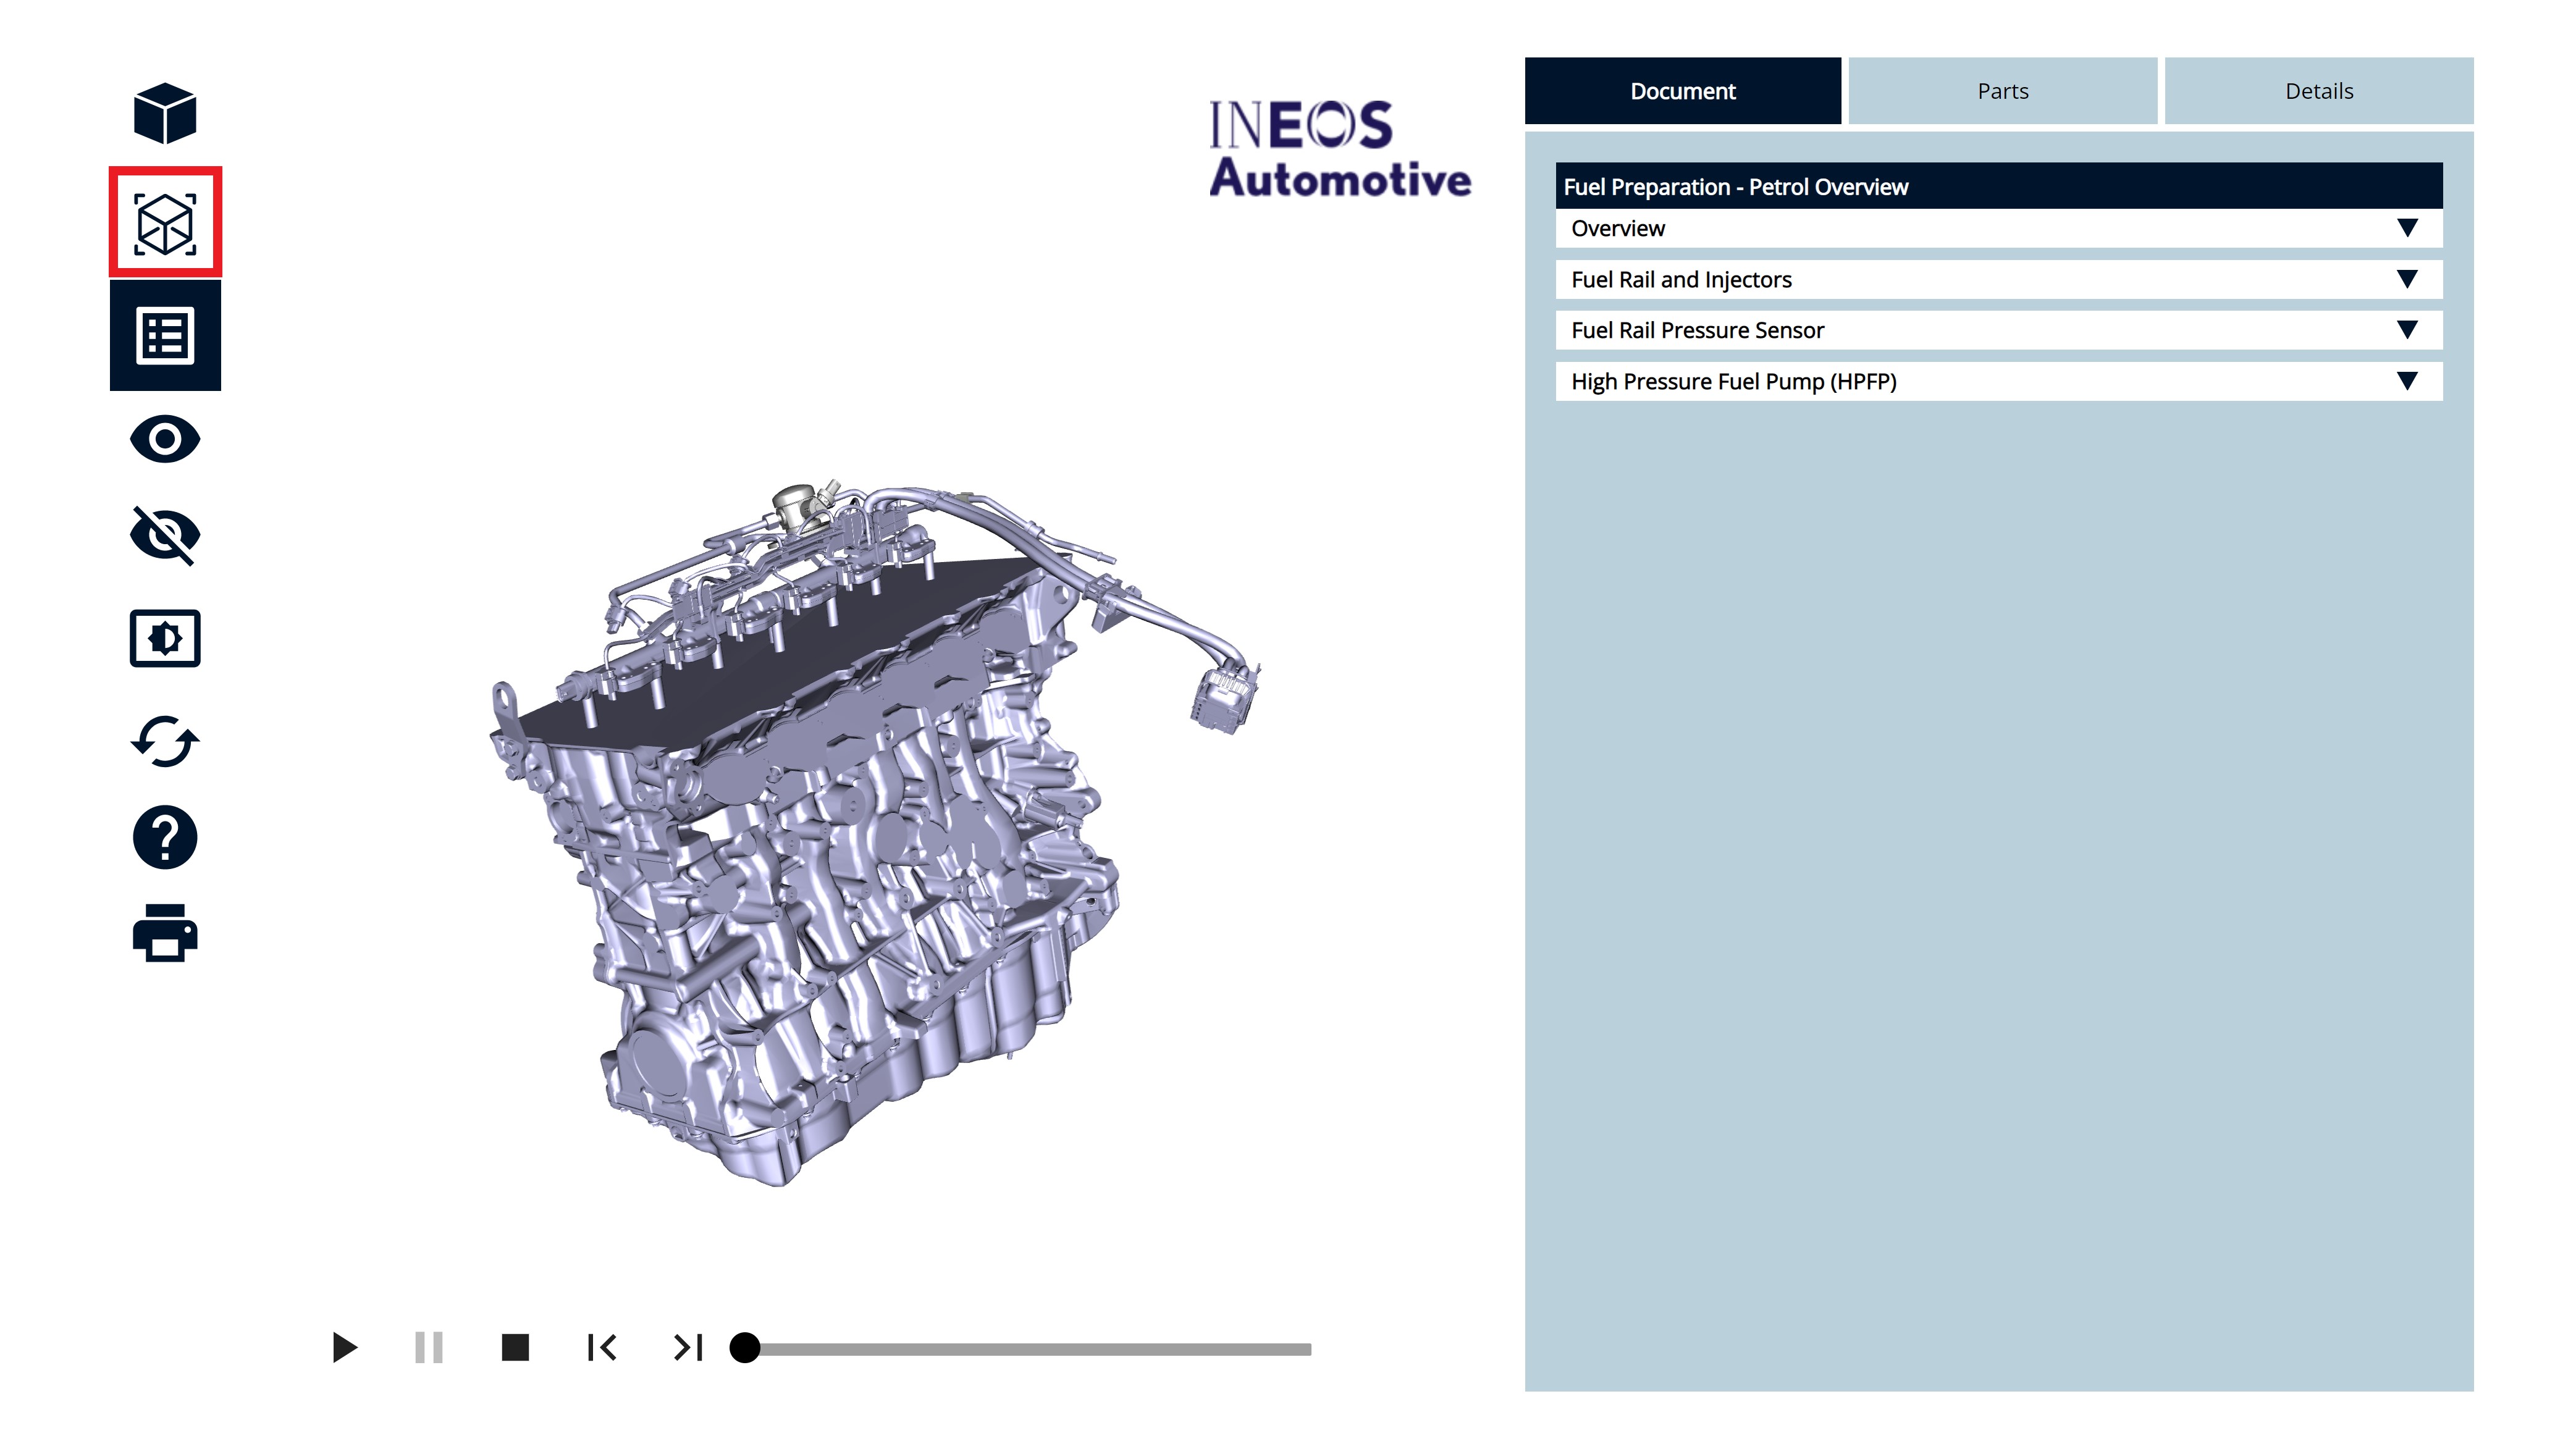 INEOS
Automotive
Document
Parts
Details
Fuel Preparation - Petrol Overview
Overview
Fuel Rail and Injectors
Fuel Rail Pressure Sensor
High Pressure Fuel Pump (HPFP)